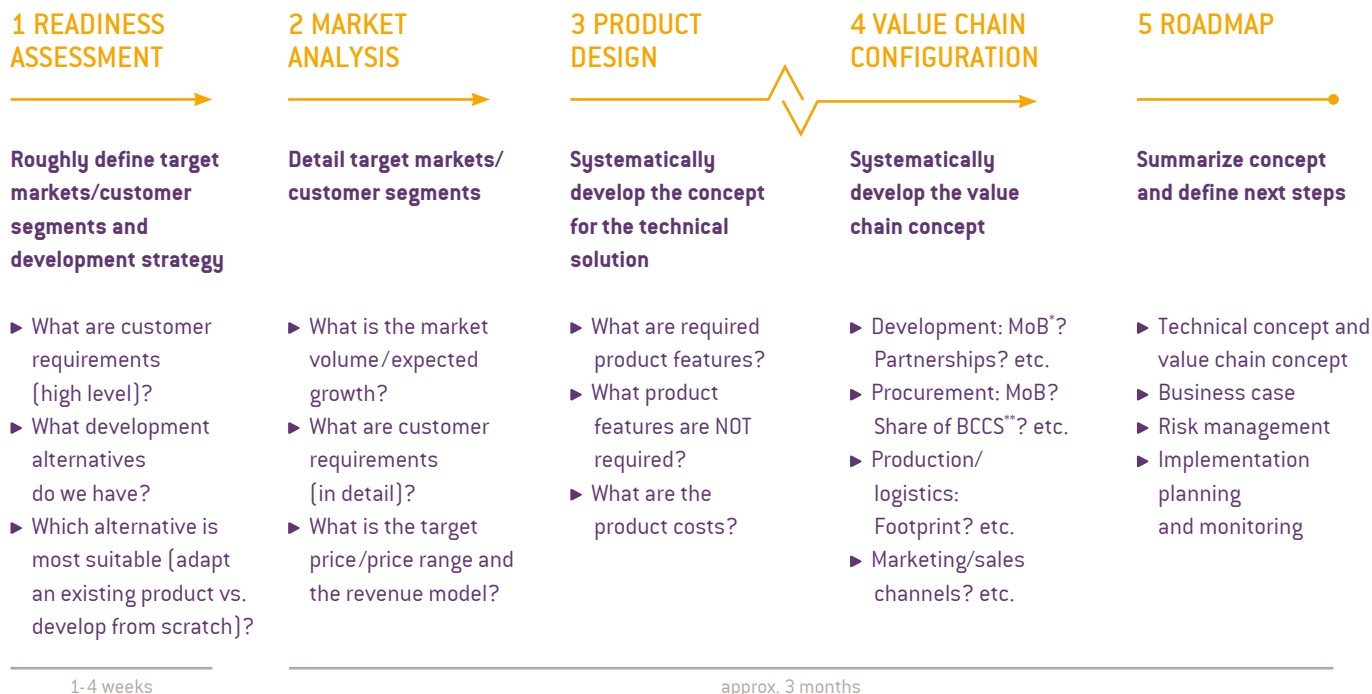 1 READINESS
ASSESSMENT
2 MARKET
ANALYSIS
3 PRODUCT
DESIGN
4 VALUE CHAIN
CONFIGURATION
5 ROADMAP
Roughly define target
markets/customer
segments and
development strategy
Detail target markets/
customer segments
Systematically
develop the concept
for the technical
solution
Systematically
develop the value
chain concept
Summarize concept
and define next steps
▶ What are customer
requirements
(high level)?
▶ What development
alternatives
do we have?
▶ Which alternative is
most suitable (adapt
an existing product vs.
develop from scratch)?
▶ What is the market
volume/expected
growth?
▶ What are customer
requirements
(in detail)?
▶ What is the target
price/price range and
the revenue model?
▶ What are required
product features?
▶ What product
features are NOT
required?
▶ What are the
product costs?
▶ Development: MoB*?
Partnerships? etc.
▶ Procurement: MoB?
Share of BCCS**? etc.
▶ Production/
logistics:
Footprint? etc.
▶ Marketing/sales
channels? etc.
▶ Technical concept and
value chain concept
▶ Business case
▶ Risk management
▶ Implementation
planning
and monitoring
1-4 weeks
approx. 3 months